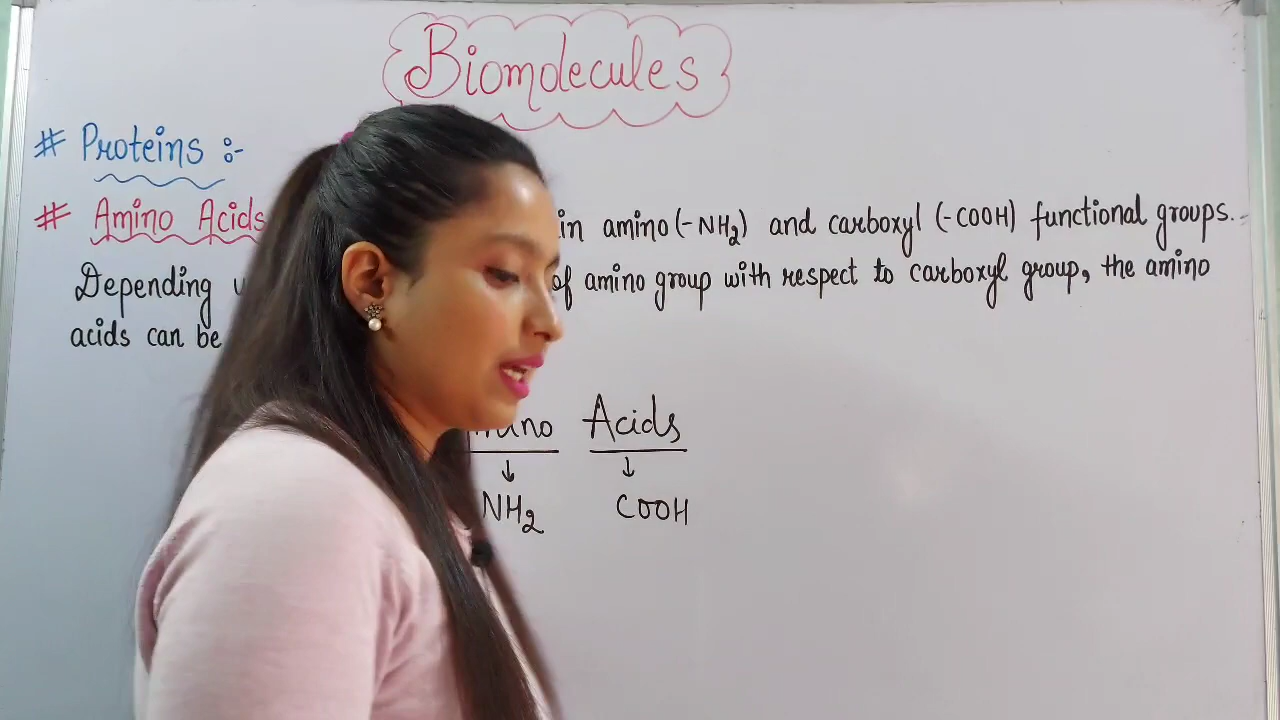 Biomolecules
# Proteins :-
# Amino Acids in amino (-NH2) and carboxyl (-COOH) functional groups.
Depending of amino group with respect to carboxyl group, the amino
acids can be
Acids
↓ ↓
NH2 COOH